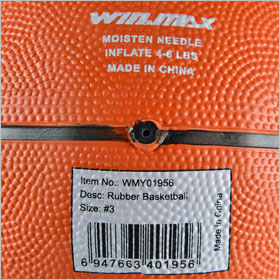 WINMAX
MOISTEN NEEDLE
INFLATE 4-6 LBS
MADE IN CHINA
Item No.: WMY01956
Desc: Rubber Basketball
Size: #3
Made in China
6 947663 401956